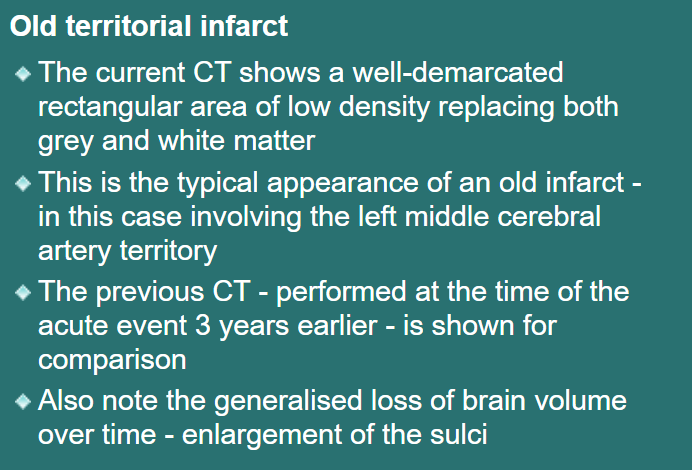 Old territorial infarct
The current CT shows a well-demarcated
rectangular area of low density replacing both
grey and white matter
This is the typical appearance of an old infarct -
in this case involving the left middle cerebral
artery territory
The previous CT - performed at the time of the
acute event 3 years earlier - is shown for
comparison
Also note the generalised loss of brain volume
over time - enlargement of the sulci